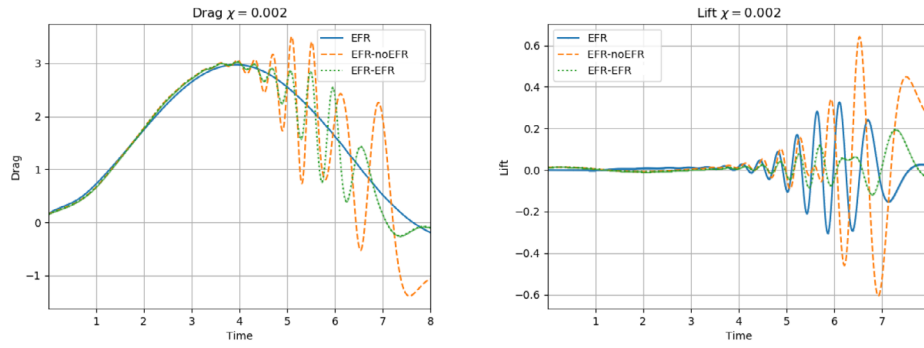 Drag χ = 0.002
EFR
EFR-noEFR
EFR-EFR
3
2
1
0
−1
Drag
1 2 3 4 5 6 7 8
Time
Lift χ = 0.002
EFR
EFR-noEFR
EFR-EFR
0.6
0.4
0.2
0.0
−0.2
−0.4
−0.6
Lift
1 2 3 4 5 6 7
Time